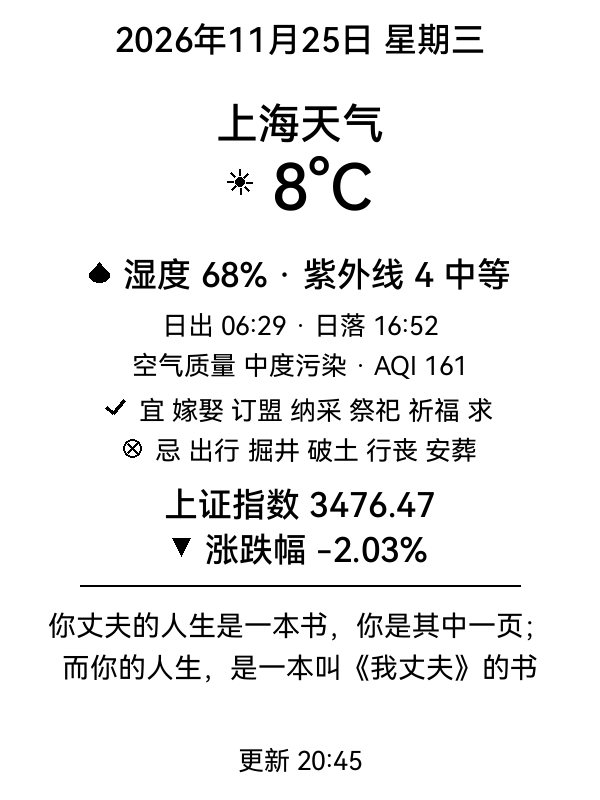 2026年11月25日 星期三
上海天气
8°C
湿度 68% · 紫外线 4 中等
日出 06:29 · 日落 16:52
空气质量 中度污染 · AQI 161
宜 嫁娶 订盟 纳采 祭祀 祈福 求
忌 出行 掘井 破土 行丧 安葬
上证指数 3476.47
▼ 涨跌幅 -2.03%
你丈夫的人生是一本书，你是其中一页；
而你的人生，是一本叫《我丈夫》的书
更新 20:45